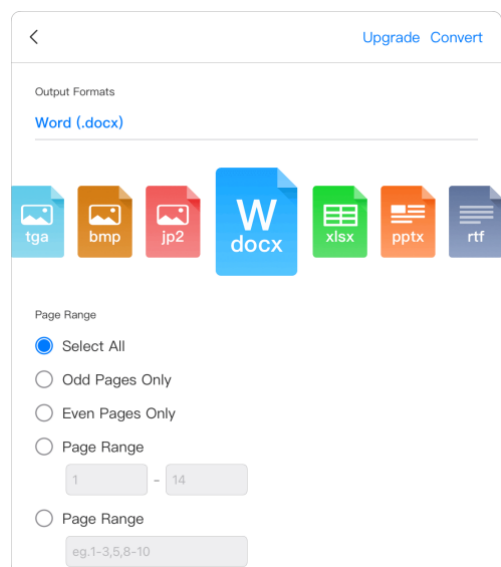 Upgrade Convert
Output Formats
Word (.docx)
tga bmp jp2 W docx xlsx pptx rtf
Page Range
Select All
Odd Pages Only
Even Pages Only
Page Range
1 - 14
Page Range
eg.1-3,5,8-10